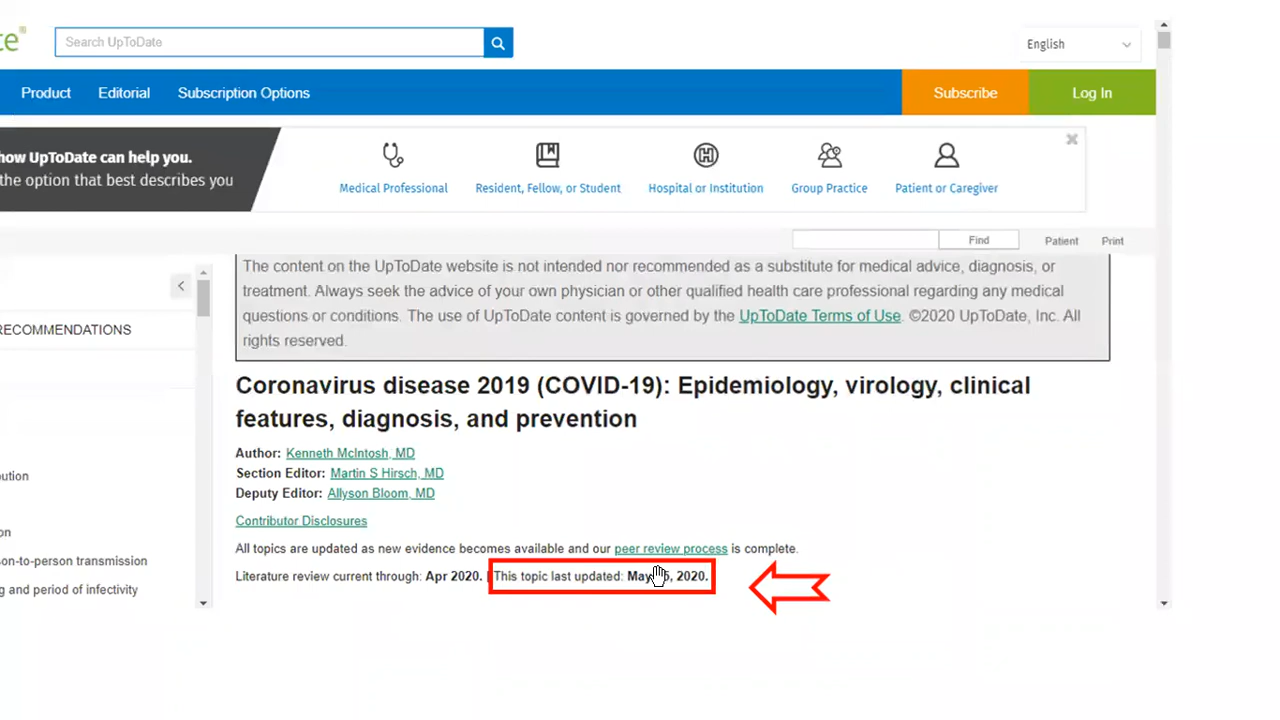 te®
Search UpToDate
English
Product Editorial Subscription Options Subscribe Log In
how UpToDate can help you.
the option that best describes you
Medical Professional Resident, Fellow, or Student Hospital or Institution Group Practice Patient or Caregiver
Find Patient Print
The content on the UpToDate website is not intended nor recommended as a substitute for medical advice, diagnosis, or
treatment. Always seek the advice of your own physician or other qualified health care professional regarding any medical
questions or conditions. The use of UpToDate content is governed by the UpToDate Terms of Use. ©2020 UpToDate, Inc. All
rights reserved.
RECOMMENDATIONS
Coronavirus disease 2019 (COVID-19): Epidemiology, virology, clinical
features, diagnosis, and prevention
Author: Kenneth McIntosh, MD
Section Editor: Martin S Hirsch, MD
Deputy Editor: Allyson Bloom, MD
Contributor Disclosures
All topics are updated as new evidence becomes available and our peer review process is complete.
Literature review current through: Apr 2020. | This topic last updated: May 2020.
bution
on
on-to-person transmission
ng and period of infectivity